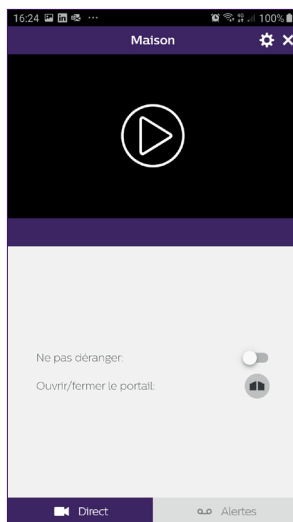 16:24 100%
Maison
Ne pas déranger:
Ouvrir/fermer le portail:
Direct Alertes